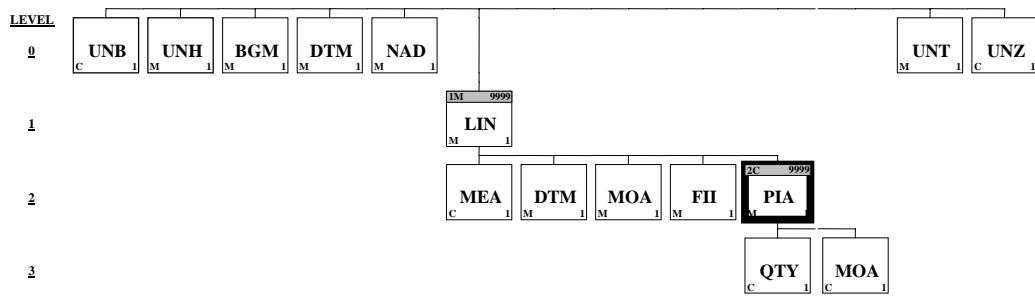 LEVEL
0
UNB UNH BGM DTM NAD UNT UNZ
C 1 M 1 M 1 M 1 M 1 M 1 C 1
1M 9999
1
LIN
M 1
2C 9999
2
MEA DTM MOA FII PIA
C 1 M 1 M 1 M 1 M 1
3
QTY MOA
C 1 C 1